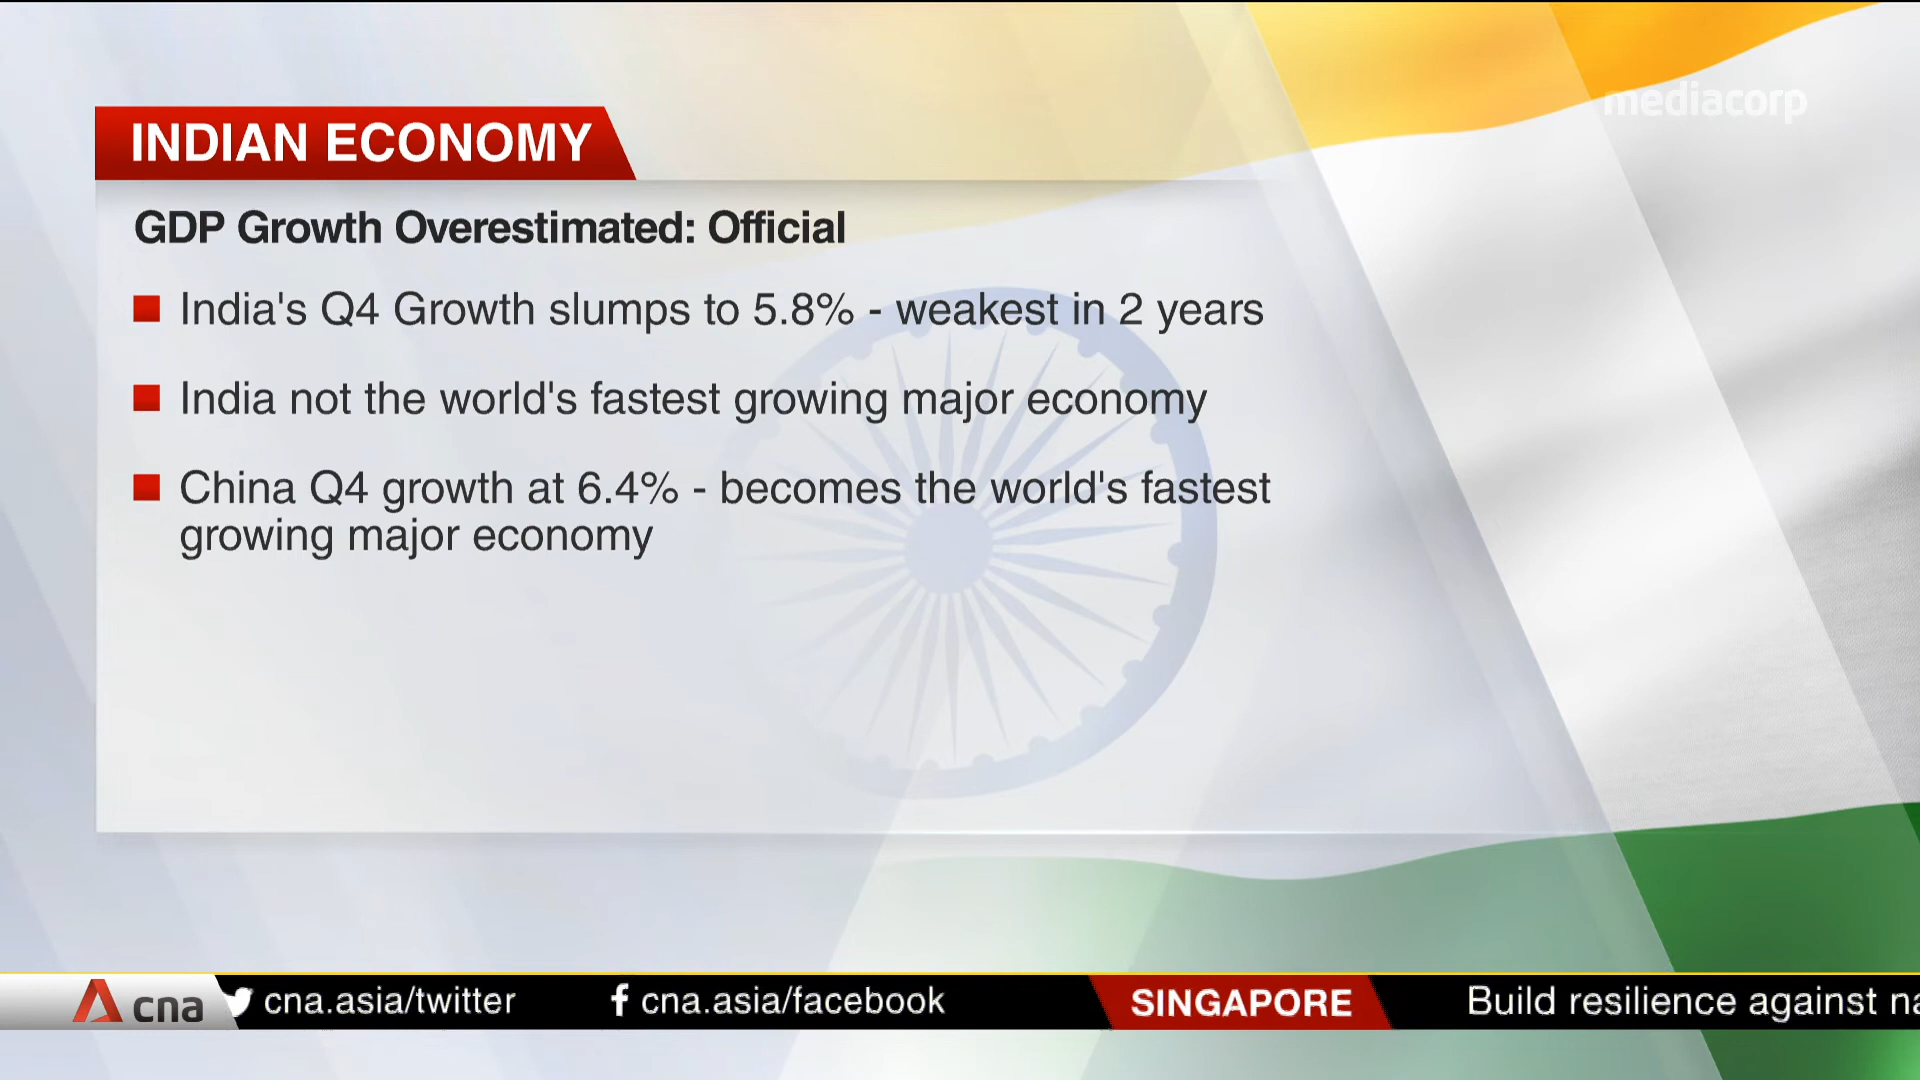 mediacorp
INDIAN ECONOMY
GDP Growth Overestimated: Official
India's Q4 Growth slumps to 5.8% - weakest in 2 years
India not the world's fastest growing major economy
China Q4 growth at 6.4% - becomes the world's fastest
growing major economy
cna cna.asia/twitter cna.asia/facebook SINGAPORE Build resilience against na